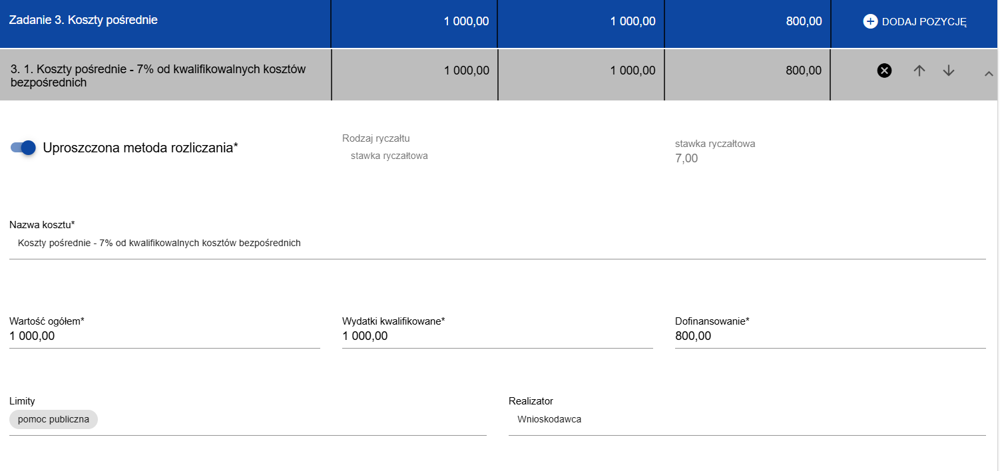 Zadanie 3. Koszty pośrednie 1 000,00 1 000,00 800,00 DODAJ POZYCJĘ
3. 1. Koszty pośrednie - 7% od kwalifikowalnych kosztów 1 000,00 1 000,00 800,00
bezpośrednich
Uproszczona metoda rozliczania*
Rodzaj ryczałtu
stawka ryczałtowa
stawka ryczałtowa
7,00
Nazwa kosztu*
Koszty pośrednie - 7% od kwalifikowalnych kosztów bezpośrednich
Wartość ogółem* Wydatki kwalifikowane* Dofinansowanie*
1 000,00 1 000,00 800,00
Limity Realizator
pomoc publiczna Wnioskodawca